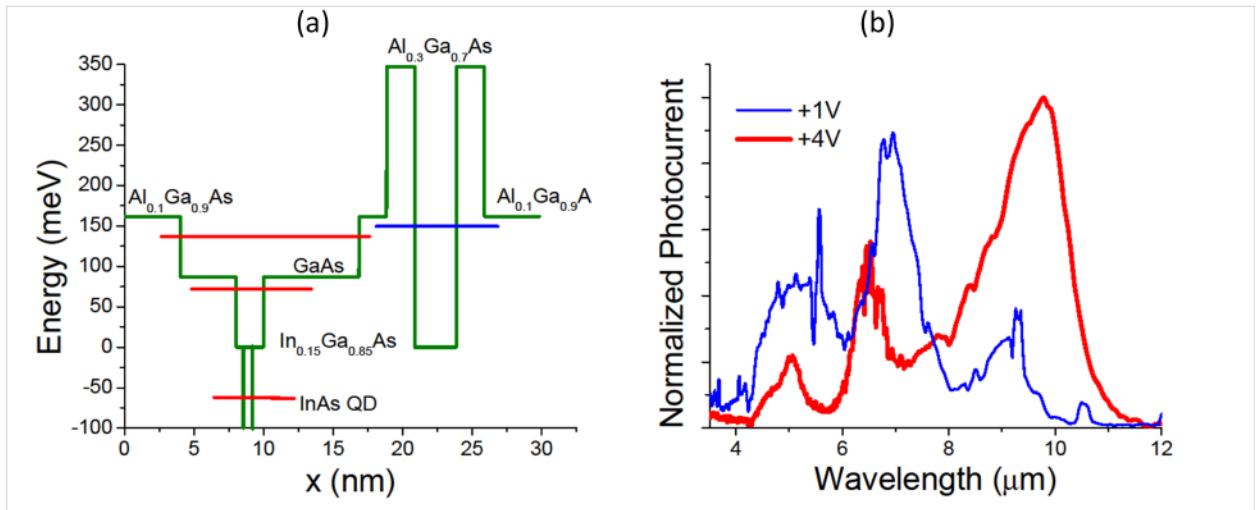 (a)
Al0.3Ga0.7As
350
300
250
200
150
100
50
0
-50
-100
Energy (meV)
Al0.1Ga0.9As
Al0.1Ga0.9A
GaAs
In0.15Ga0.85As
InAs QD
0 5 10 15 20 25 30
x (nm)
(b)
+1V
+4V
Normalized Photocurrent
4 6 8 10 12
Wavelength (μm)